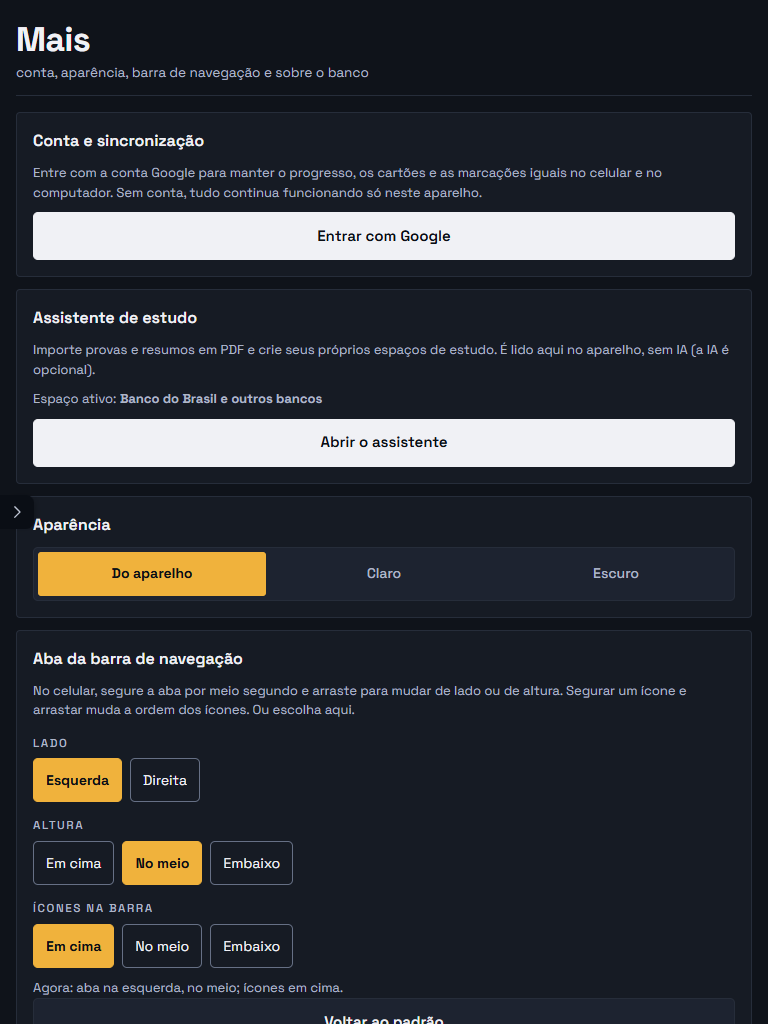 Mais
conta, aparência, barra de navegação e sobre o banco
Conta e sincronização
Entre com a conta Google para manter o progresso, os cartões e as marcações iguais no celular e no
computador. Sem conta, tudo continua funcionando só neste aparelho.
Entrar com Google
Assistente de estudo
Importe provas e resumos em PDF e crie seus próprios espaços de estudo. É lido aqui no aparelho, sem IA (a IA é
opcional).
Espaço ativo: Banco do Brasil e outros bancos
Abrir o assistente
Aparência
Do aparelho
Claro
Escuro
Aba da barra de navegação
No celular, segure a aba por meio segundo e arraste para mudar de lado ou de altura. Segurar um ícone e
arrastar muda a ordem dos ícones. Ou escolha aqui.
LADO
Esquerda
Direita
ALTURA
Em cima
No meio
Embaixo
ÍCONES NA BARRA
Em cima
No meio
Embaixo
Agora: aba na esquerda, no meio; ícones em cima.
Voltar ao padrão